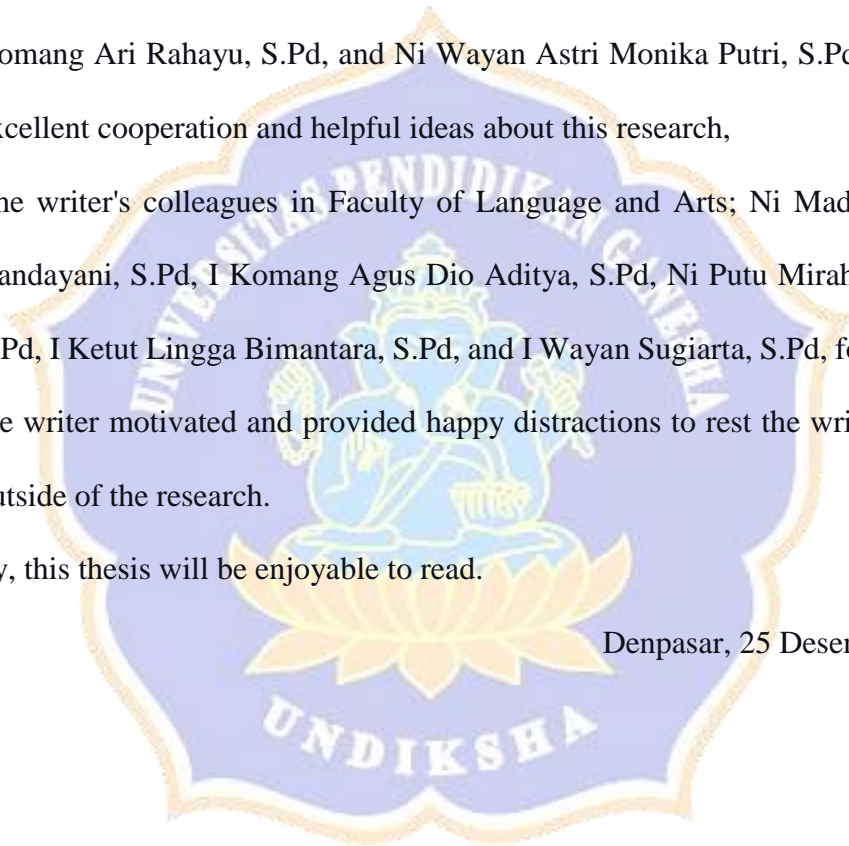 omang Ari Rahayu, S.Pd, and Ni Wayan Astri Monika Putri, S.Pd
xcellent cooperation and helpful ideas about this research,
he writer's colleagues in Faculty of Language and Arts; Ni Mad
andayani, S.Pd, I Komang Agus Dio Aditya, S.Pd, Ni Putu Mirah
Pd, I Ketut Lingga Bimantara, S.Pd, and I Wayan Sugiarta, S.Pd, fo
e writer motivated and provided happy distractions to rest the wri
utside of the research.
y, this thesis will be enjoyable to read.
Denpasar, 25 Desem
UNIVERSITAS PENDIDIKAN GANESHA
UNDIKSHA